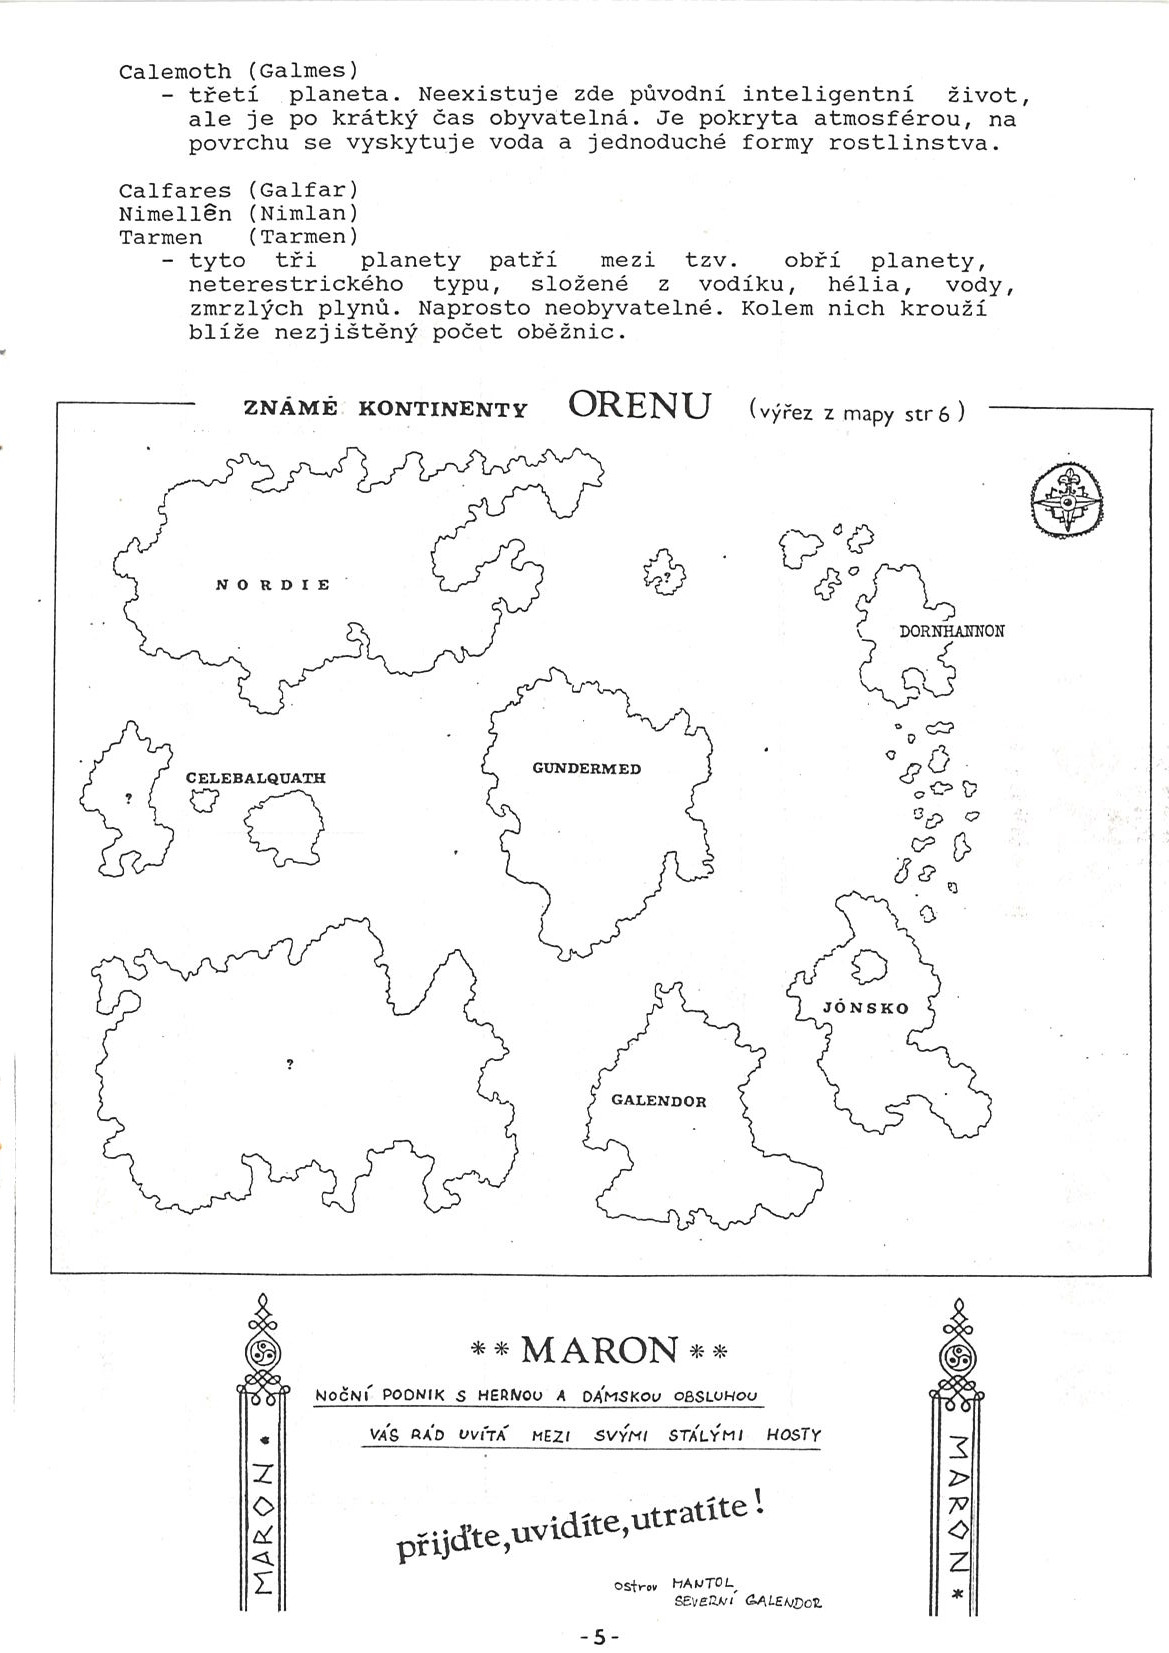 Calemoth (Galmes)
- třetí planeta. Neexistuje zde původní inteligentní život,
ale je po krátký čas obyvatelná. Je pokryta atmosférou, na
povrchu se vyskytuje voda a jednoduché formy rostlinstva.
Calfares (Galfar)
Nimellên (Nimlan)
Tarmen (Tarmen)
- tyto tři planety patří mezi tzv. obří planety,
neterestrického typu, složené z vodíku, hélia, vody,
zmrzlých plynů. Naprosto neobyvatelné. Kolem nich krouží
blíže nezjištěný počet oběžnic.
ZNÁMÉ KONTINENTY ORENU (výřez z mapy str 6)
NORDIE
?
DORNHANNON
GUNDERMED
CELEBALQUATH
?
JÓNSKO
?
GALENDOR
** MARON **
NOČNÍ PODNIK S HERNOU A DÁMSKOU OBSLUHOU
VÁS RÁD UVÍTÁ MEZI SVÝMI STÁLÝMI HOSTY
MARON *
MARON *
přijďte, uvidíte, utratíte!
ostrov MANTOL,
SEVERNÍ GALENDOR
- 5 -